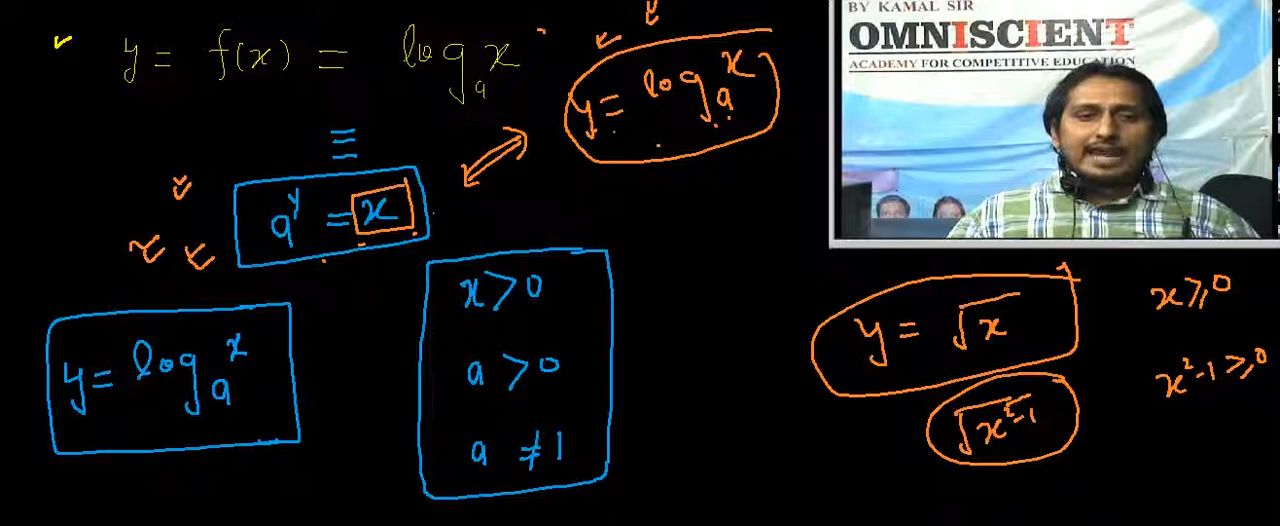 y = f(x) = log_a x
y = log_a x
≡
a^y = x
y = log_a x
x > 0
a > 0
a ≠ 1
BY KAMAL SIR
OMNISCIENT
ACADEMY FOR COMPETITIVE EDUCATION
y = √x
x ≥ 0
√x²-1
x²-1 ≥ 0